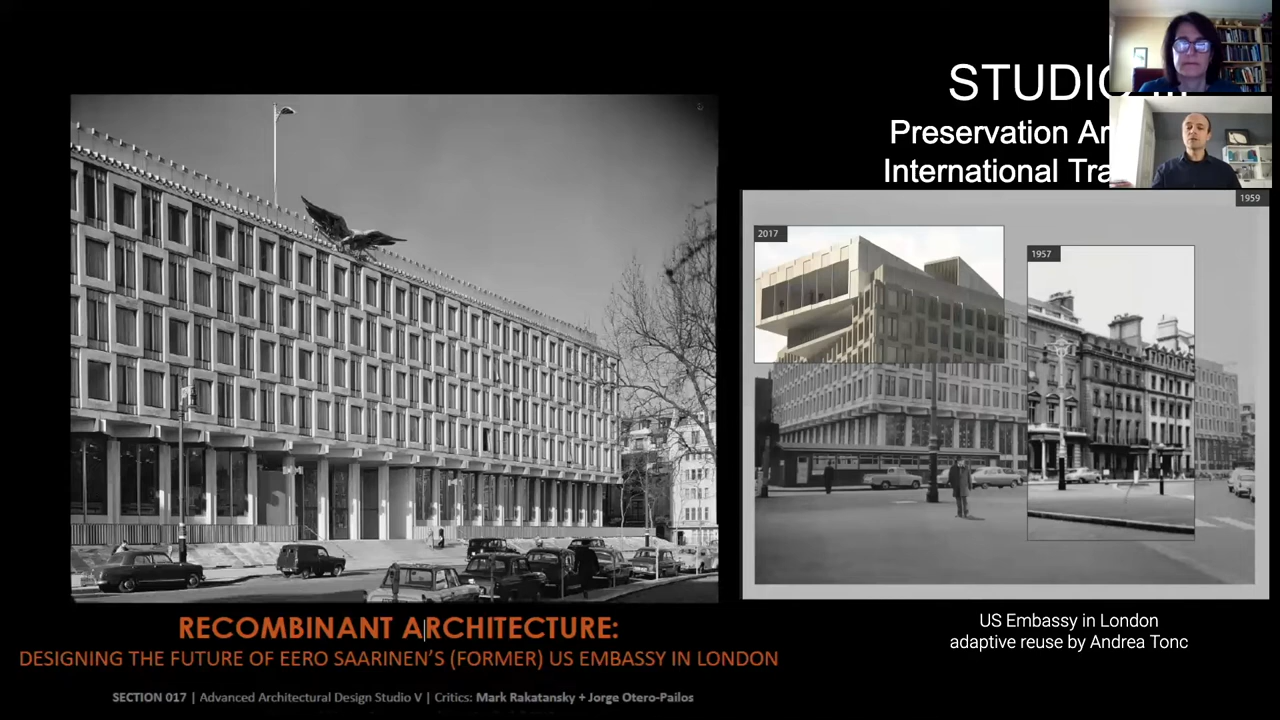 STUDIO
Preservation
International
1959
2017
1957
RECOMBINANT ARCHITECTURE:
DESIGNING THE FUTURE OF EERO SAARINEN'S (FORMER) US EMBASSY IN LONDON
SECTION 017 | Advanced Architectural Design Studio V | Critics: Mark Rakatansky + Jorge Otero-Pailos
US Embassy in London
adaptive reuse by Andrea Tonc